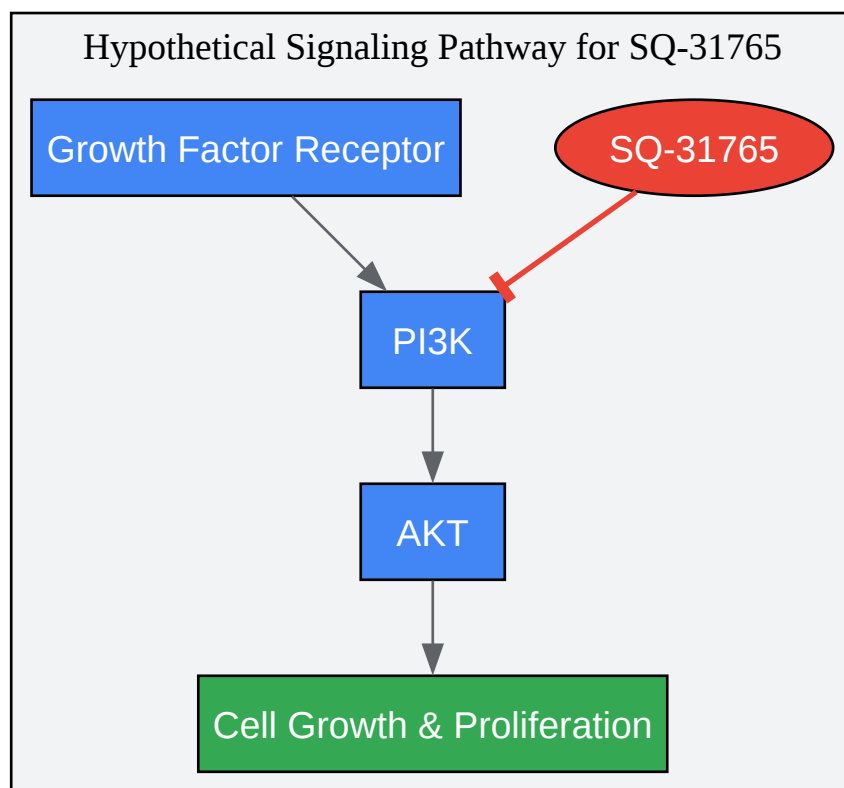 Hypothetical Signaling Pathway for SQ-31765
Growth Factor Receptor
SQ-31765
PI3K
AKT
Cell Growth & Proliferation